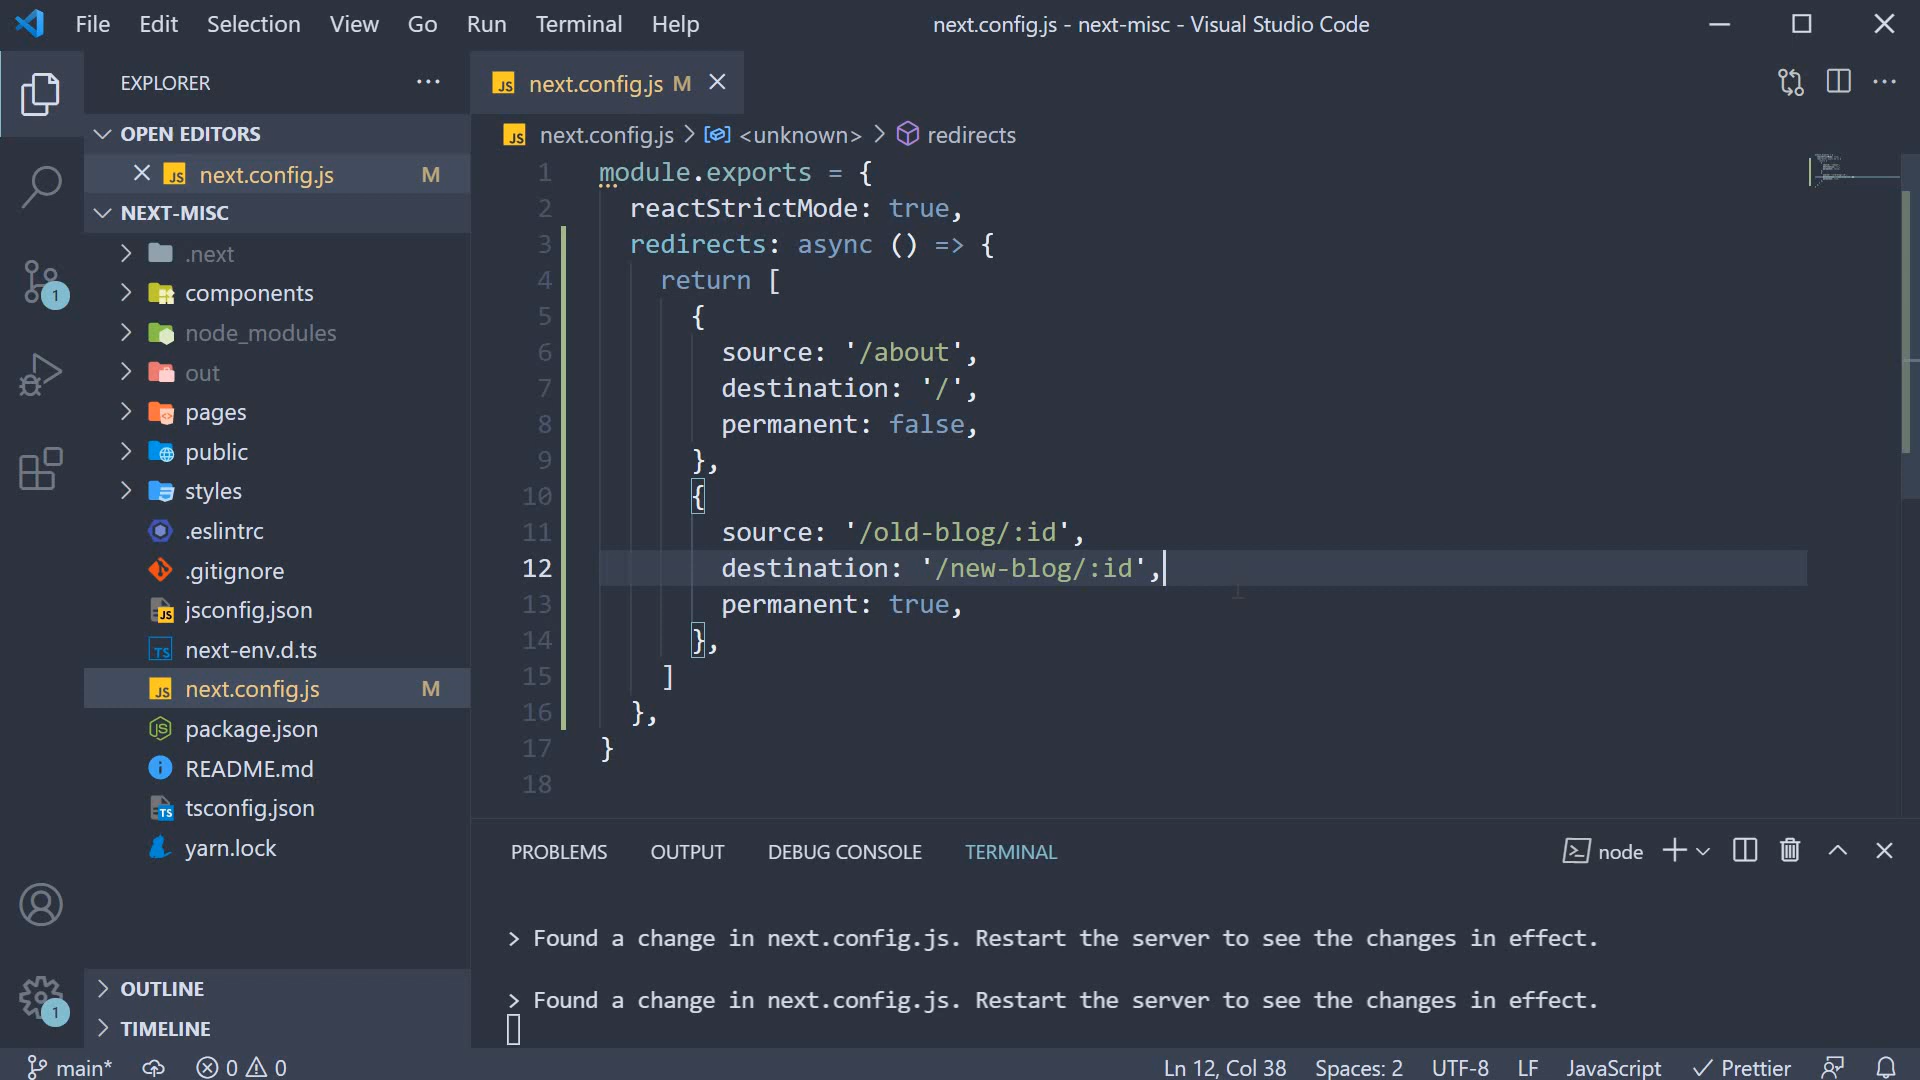 File Edit Selection View Go Run Terminal Help
next.config.js - next-misc - Visual Studio Code
EXPLORER
OPEN EDITORS
next.config.js M
NEXT-MISC
.next
components
node_modules
out
pages
public
styles
.eslintrc
.gitignore
jsconfig.json
next-env.d.ts
next.config.js M
package.json
README.md
tsconfig.json
yarn.lock
OUTLINE
TIMELINE
1
1
JS next.config.js M
JS next.config.js > <unknown> > redirects
1 module.exports = {
2 reactStrictMode: true,
3 redirects: async () => {
4 return [
5 {
6 source: '/about',
7 destination: '/',
8 permanent: false,
9 },
10 {
11 source: '/old-blog/:id',
12 destination: '/new-blog/:id',
13 permanent: true,
14 },
15 ]
16 },
17 }
18
PROBLEMS OUTPUT DEBUG CONSOLE TERMINAL
node
> Found a change in next.config.js. Restart the server to see the changes in effect.
> Found a change in next.config.js. Restart the server to see the changes in effect.
main* 0 0 Ln 12, Col 38 Spaces: 2 UTF-8 LF JavaScript Prettier